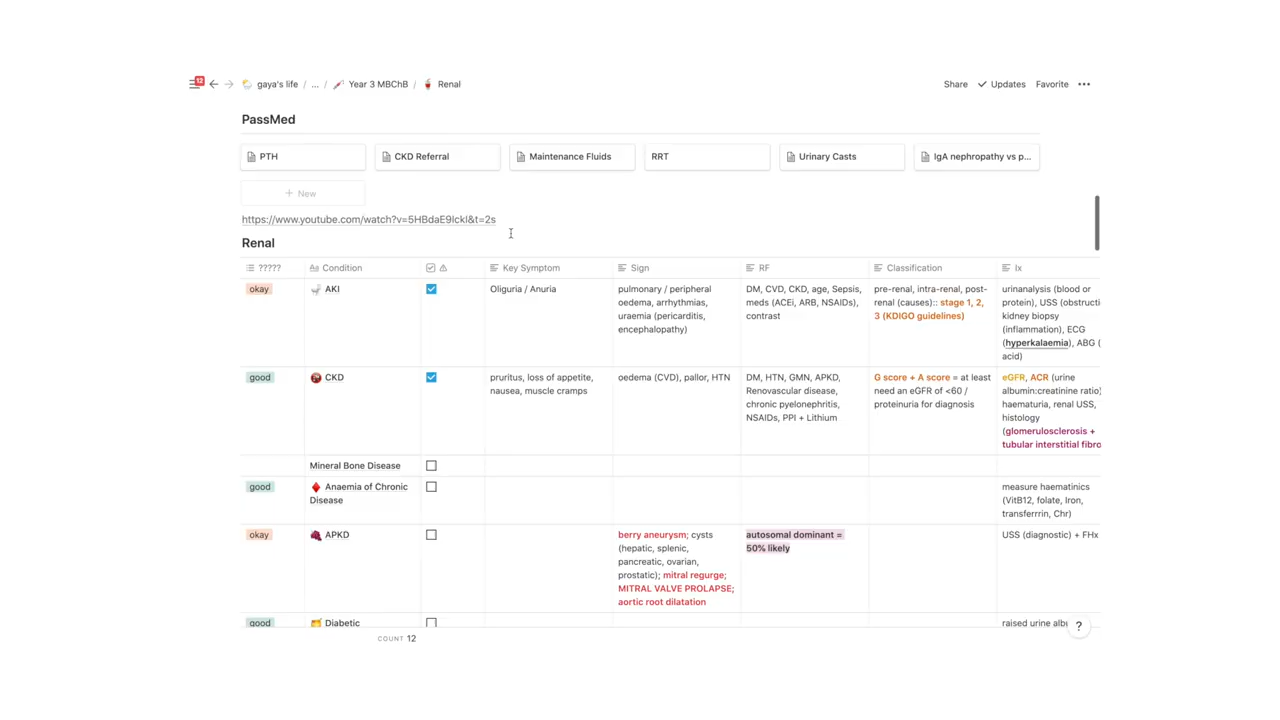 12
gaya's life / ... / Year 3 MBChB / Renal
Share Updates Favorite •••
PassMed
PTH
CKD Referral
Maintenance Fluids
RRT
Urinary Casts
IgA nephropathy vs p...
+ New
https://www.youtube.com/watch?v=5HBdaE9lckI&t=2s
Renal
????? Condition Key Symptom Sign RF Classification Ix
okay
AKI
Oliguria / Anuria
pulmonary / peripheral
oedema, arrhythmias,
uraemia (pericarditis,
encephalopathy)
DM, CVD, CKD, age, Sepsis,
meds (ACEi, ARB, NSAIDs),
contrast
pre-renal, intra-renal, post-
renal (causes):: stage 1, 2,
3 (KDIGO guidelines)
urinanalysis (blood or
protein), USS (obstructi
kidney biopsy
(inflammation), ECG
(hyperkalaemia), ABG (
acid)
good
CKD
pruritus, loss of appetite,
nausea, muscle cramps
oedema (CVD), pallor, HTN
DM, HTN, GMN, APKD,
Renovascular disease,
chronic pyelonephritis,
NSAIDs, PPI + Lithium
G score + A score = at least
need an eGFR of <60 /
proteinuria for diagnosis
eGFR, ACR (urine
albumin:creatinine ratio)
haematuria, renal USS,
histology
(glomerulosclerosis +
tubular interstitial fibro
Mineral Bone Disease
good
Anaemia of Chronic
Disease
measure haematinics
(VitB12, folate, Iron,
transferrrin, Chr)
okay
APKD
berry aneurysm; cysts
(hepatic, splenic,
pancreatic, ovarian,
prostatic); mitral regurge;
MITRAL VALVE PROLAPSE;
aortic root dilatation
autosomal dominant =
50% likely
USS (diagnostic) + FHx
good
Diabetic
raised urine albu
COUNT 12
?